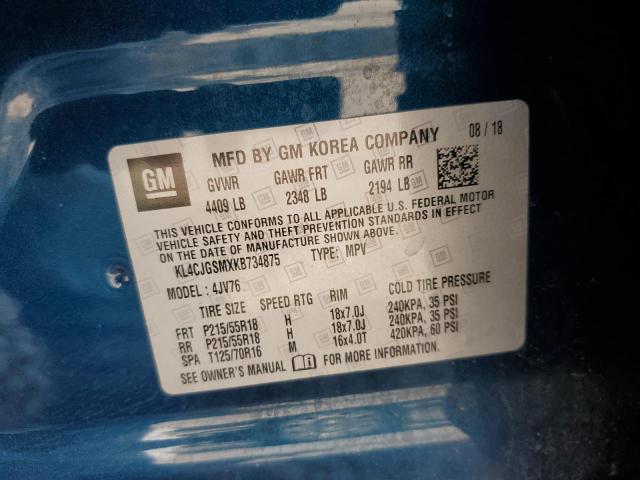 GM
MFD BY GM KOREA COMPANY 08 / 18
GVWR GAWR FRT GAWR RR
4409 LB 2348 LB 2194 LB
THIS VEHICLE CONFORMS TO ALL APPLICABLE U.S. FEDERAL MOTOR
VEHICLE SAFETY AND THEFT PREVENTION STANDARDS IN EFFECT
ON THE DATE OF MANUFACTURE SHOWN ABOVE.
KL4CJGSMXKB734875 TYPE: MPV
MODEL : 4JV76
TIRE SIZE SPEED RTG RIM COLD TIRE PRESSURE
FRT P215/55R18 H 18x7.0J 240KPA, 35 PSI
RR P215/55R18 H 18x7.0J 240KPA, 35 PSI
SPA T125/70R16 M 16x4.0T 420KPA, 60 PSI
SEE OWNER'S MANUAL FOR MORE INFORMATION.